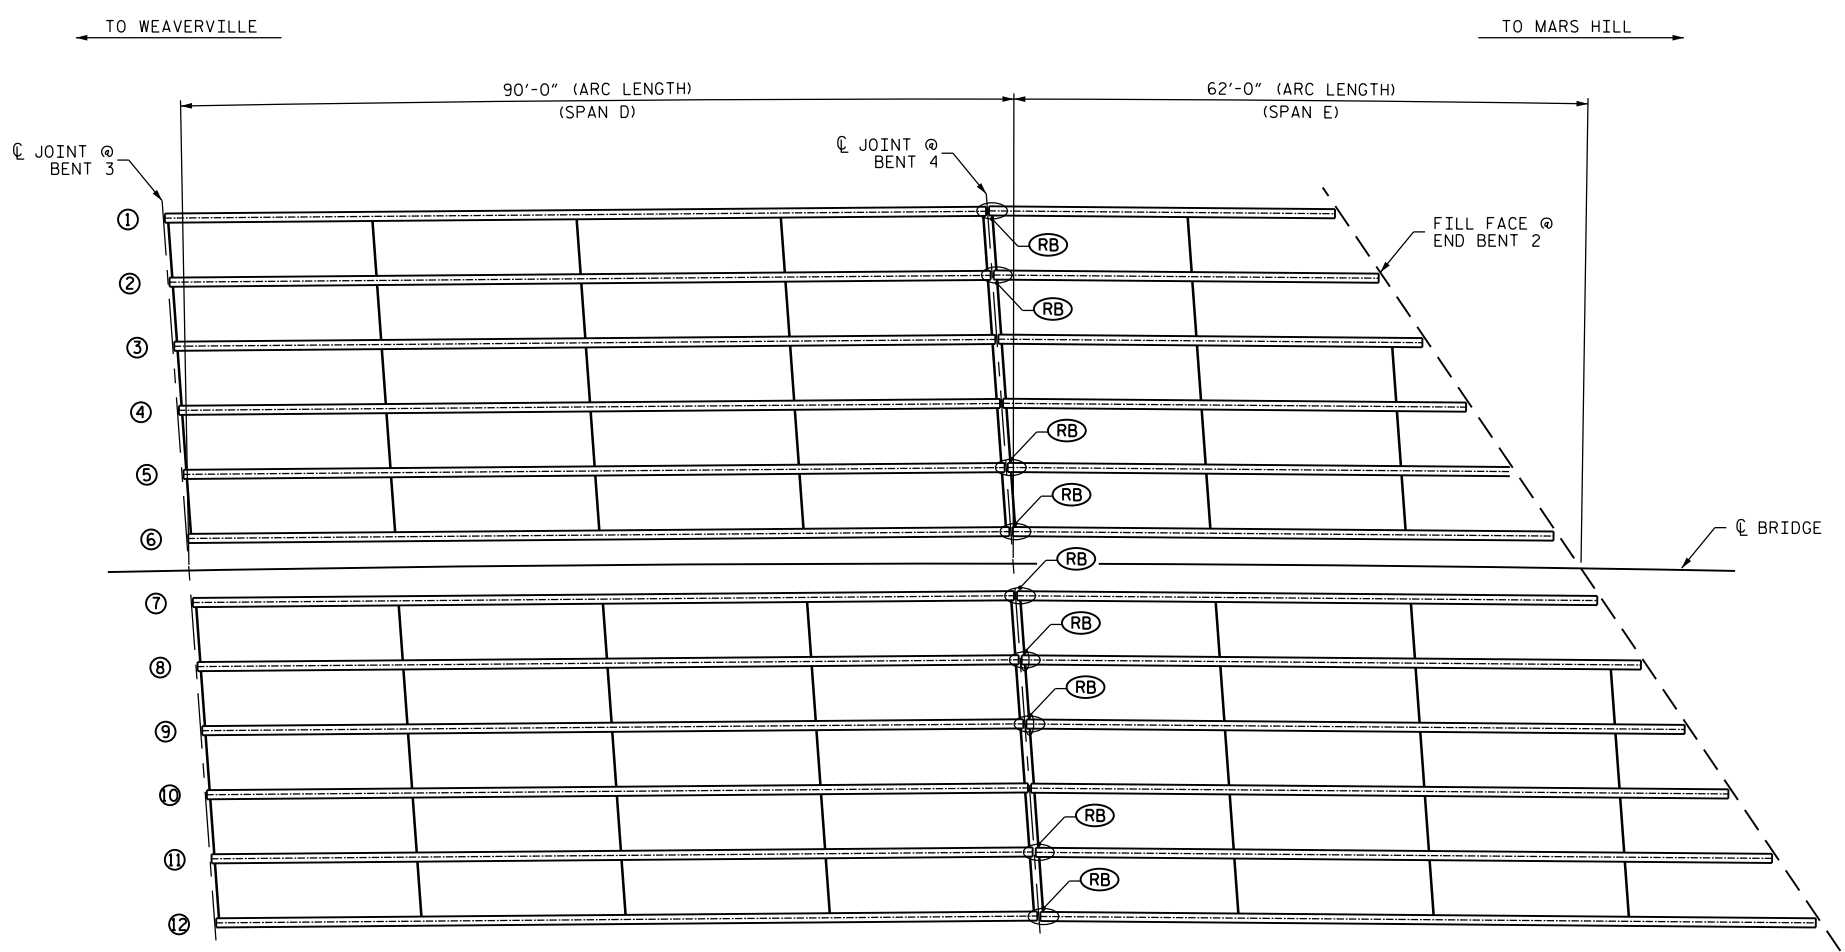 TO WEAVERVILLE
TO MARS HILL
90'-0" (ARC LENGTH)
(SPAN D)
62'-0" (ARC LENGTH)
(SPAN E)
℄ JOINT @
BENT 3
℄ JOINT @
BENT 4
FILL FACE @
END BENT 2
1
RB
2
RB
3
4
RB
5
RB
6
℄ BRIDGE
RB
7
RB
8
RB
9
10
RB
11
RB
12